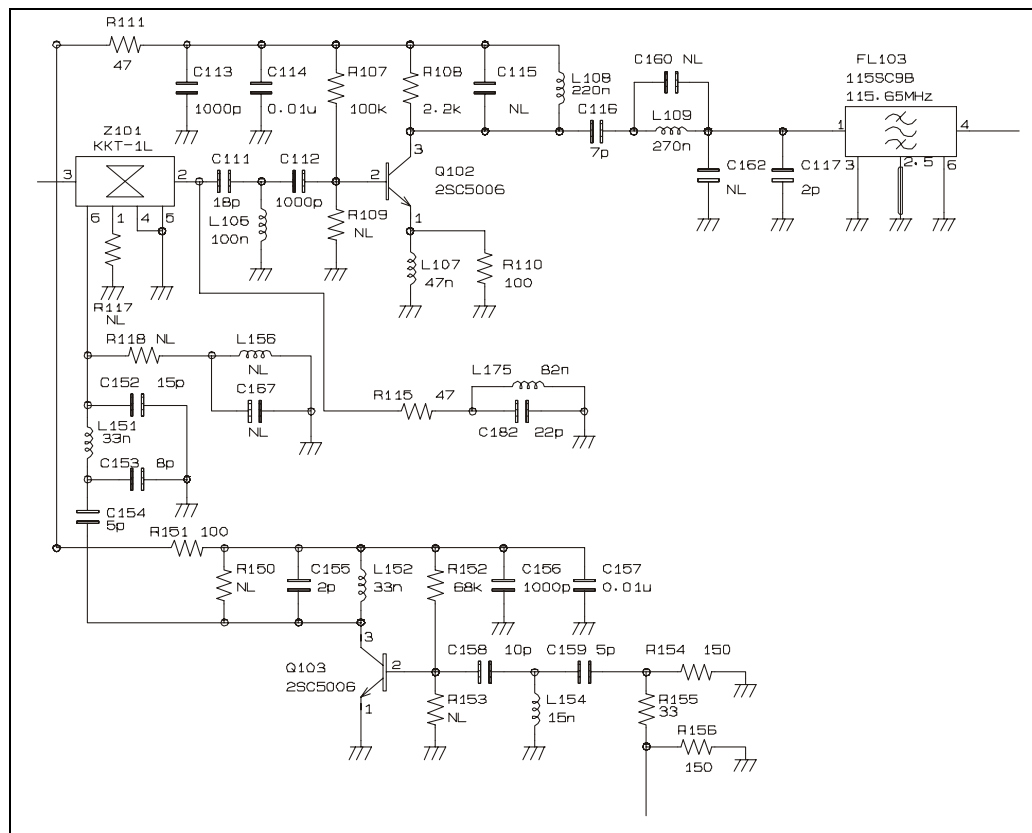 R111
47
C113
1000p
C114
0.01u
R107
100k
R108
2.2k
C115
NL
L108
220n
C160 NL
C116
7p
L109
270n
FL103
115SC9B
115.65MHz
1
4
3
2.5
6
C162
NL
C117
2p
Z101
KKT-1L
3
2
6
1
4
5
C111
18p
C112
1000p
L106
100n
R109
NL
2
3
1
Q102
2SC5006
L107
47n
R110
100
R117
NL
R118 NL
L156
NL
C167
NL
C152 15p
L151
33n
C153 8p
C154
5p
R115 47
L175 82n
C182 22p
R151 100
R150
NL
C155
2p
L152
33n
R152
68k
C156
1000p
C157
0.01u
3
2
1
Q103
2SC5006
C158 10p
C159 5p
R153
NL
L154
15n
R154 150
R155
33
R156
150